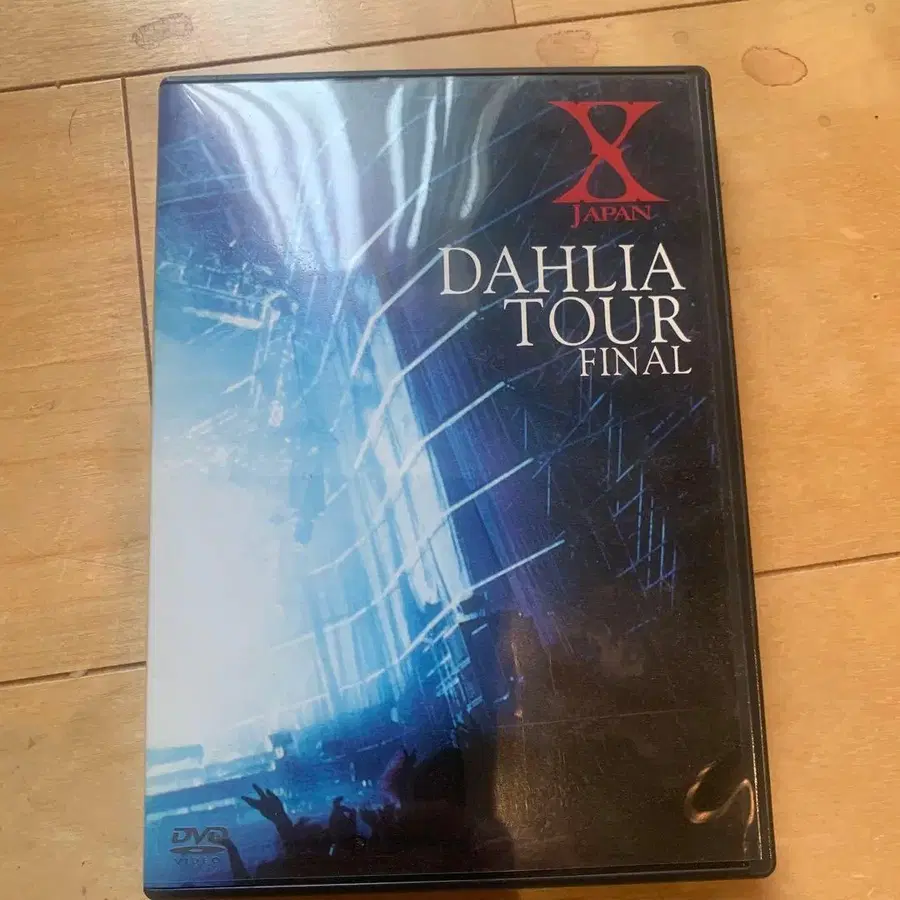 X
JAPAN
DAHLIA
TOUR
FINAL
DVD
VIDEO